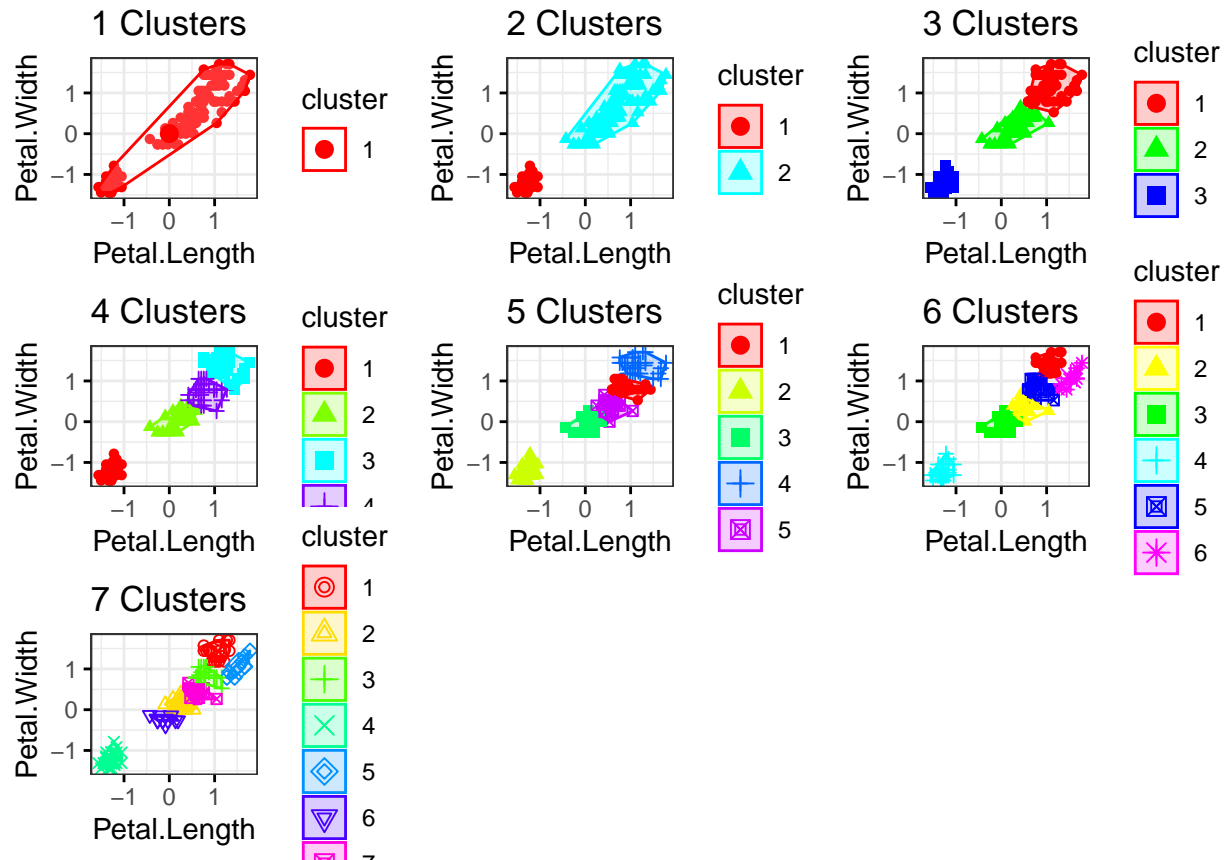 1 Clusters
Petal.Width
1
0
−1
−1 0 1
Petal.Length
cluster
1
2 Clusters
Petal.Width
1
0
−1
−1 0 1
Petal.Length
cluster
1
2
3 Clusters
Petal.Width
1
0
−1
−1 0 1
Petal.Length
cluster
1
2
3
4 Clusters
Petal.Width
1
0
−1
−1 0 1
Petal.Length
cluster
1
2
3
4
5 Clusters
Petal.Width
1
0
−1
−1 0 1
Petal.Length
cluster
1
2
3
4
5
6 Clusters
Petal.Width
1
0
−1
−1 0 1
Petal.Length
cluster
1
2
3
4
5
6
7 Clusters
Petal.Width
1
0
−1
−1 0 1
Petal.Length
cluster
1
2
3
4
5
6
7